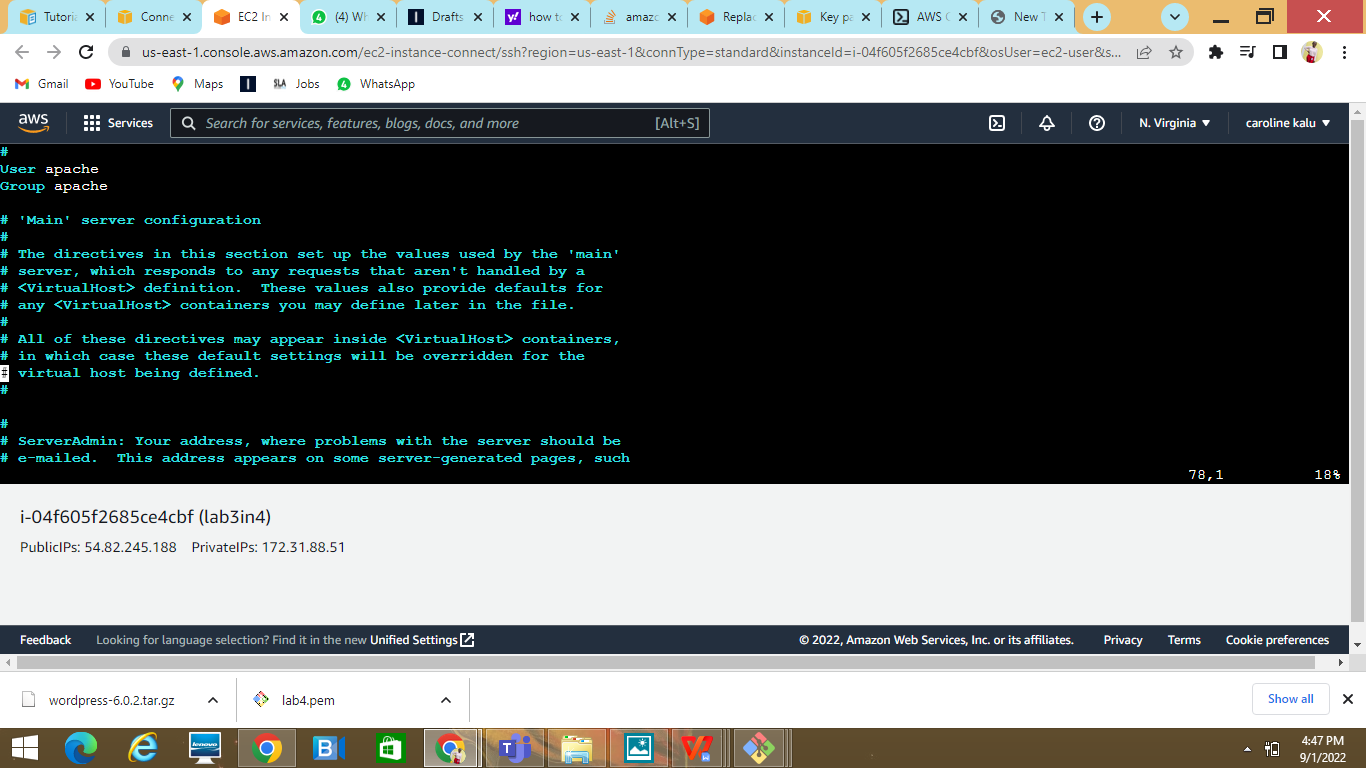 Tutoria
Conne
EC2 In
(4) Wh
Drafts
how to
amazo
Replac
Key pa
AWS C
New T
us-east-1.console.aws.amazon.com/ec2-instance-connect/ssh?region=us-east-1&connType=standard&instanceId=i-04f605f2685ce4cbf&osUser=ec2-user&s...
Gmail YouTube Maps SLA Jobs WhatsApp
aws Services Search for services, features, blogs, docs, and more [Alt+S] N. Virginia caroline kalu
#
User apache
Group apache
# 'Main' server configuration
#
# The directives in this section set up the values used by the 'main'
# server, which responds to any requests that aren't handled by a
# <VirtualHost> definition.  These values also provide defaults for
# any <VirtualHost> containers you may define later in the file.
#
# All of these directives may appear inside <VirtualHost> containers,
# in which case these default settings will be overridden for the
# virtual host being defined.
#
#
# ServerAdmin: Your address, where problems with the server should be
# e-mailed.  This address appears on some server-generated pages, such
78,1 18%
i-04f605f2685ce4cbf (lab3in4)
PublicIPs: 54.82.245.188 PrivateIPs: 172.31.88.51
Feedback Looking for language selection? Find it in the new Unified Settings © 2022, Amazon Web Services, Inc. or its affiliates. Privacy Terms Cookie preferences
wordpress-6.0.2.tar.gz lab4.pem Show all
lenovo
4:47 PM
9/1/2022